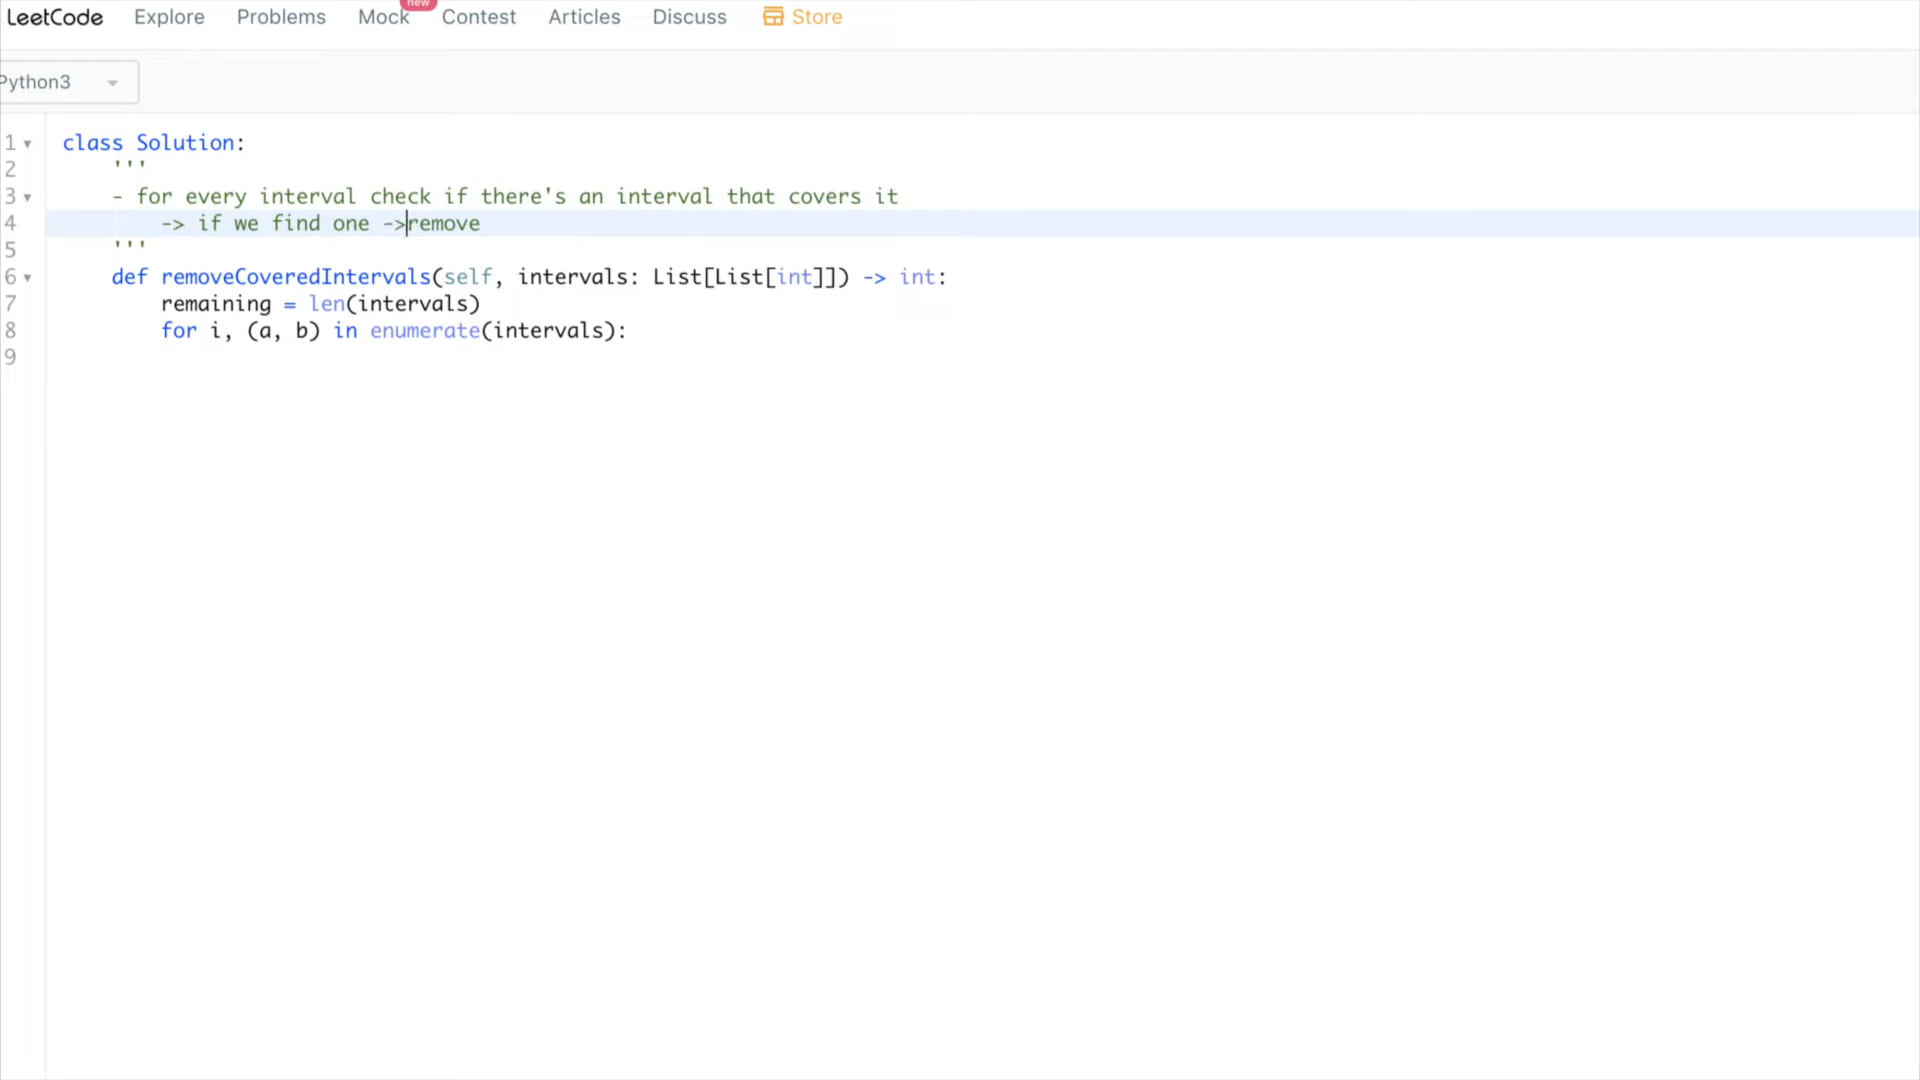 LeetCode Explore Problems Mock new Contest Articles Discuss Store
Python3
1 class Solution:
2 '''
3 - for every interval check if there's an interval that covers it
4 -> if we find one ->remove
5 '''
6 def removeCoveredIntervals(self, intervals: List[List[int]]) -> int:
7 remaining = len(intervals)
8 for i, (a, b) in enumerate(intervals):
9